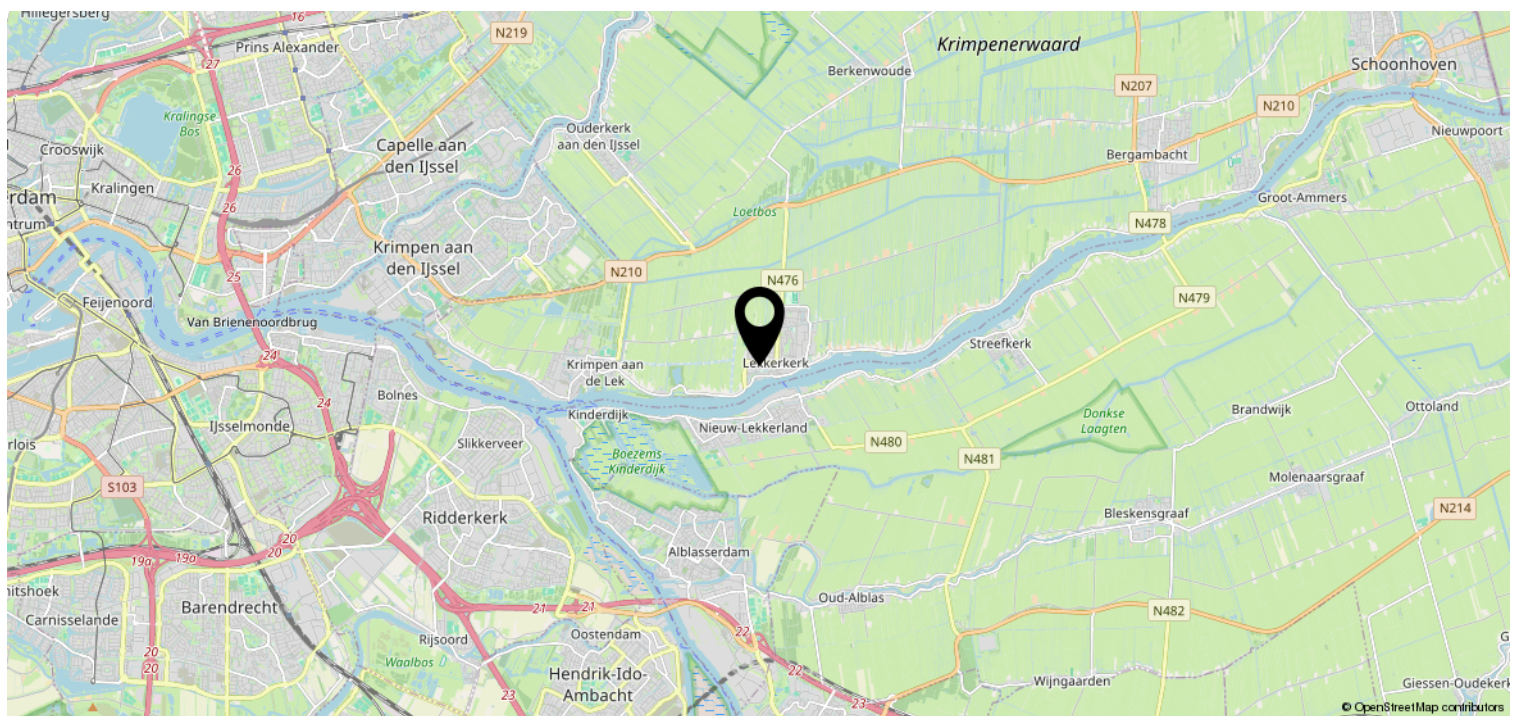 Hillegersberg
16
N219
Krimpenerwaard
Prins Alexander
27
Berkenwoude
Schoonhoven
N207
N210
Kralingse
Bos
Ouderkerk
aan den IJssel
Nieuwpoort
Crooswijk
Capelle aan
den IJssel
Bergambacht
26
Kralingen
erdam
Groot-Ammers
26
Loetbos
ntrum
N478
Krimpen aan
den IJssel
N210
25
N476
N479
Feijenoord
Van Brienenoordbrug
Streefkerk
24
Krimpen aan
de Lek
Lekkerkerk
Bolnes
24
Kinderdijk
Donkse
Laagten
Brandwijk
Ottoland
IJsselmonde
Nieuw-Lekkerland
rlois
Slikkerveer
N480
Boezems
Kinderdijk
N481
S103
Molenaarsgraaf
Ridderkerk
Bleskensgraaf
N214
20
19a
19a
20
Alblasserdam
nitshoek
Oud-Alblas
Barendrecht
21
21
N482
Carnisselande
Rijsoord
Oostendam
22
20
20
Waalbos
Hendrik-Ido-
Ambacht
22
Wijngaarden
Giessen-Oudekerk
23
23
© OpenStreetMap contributors